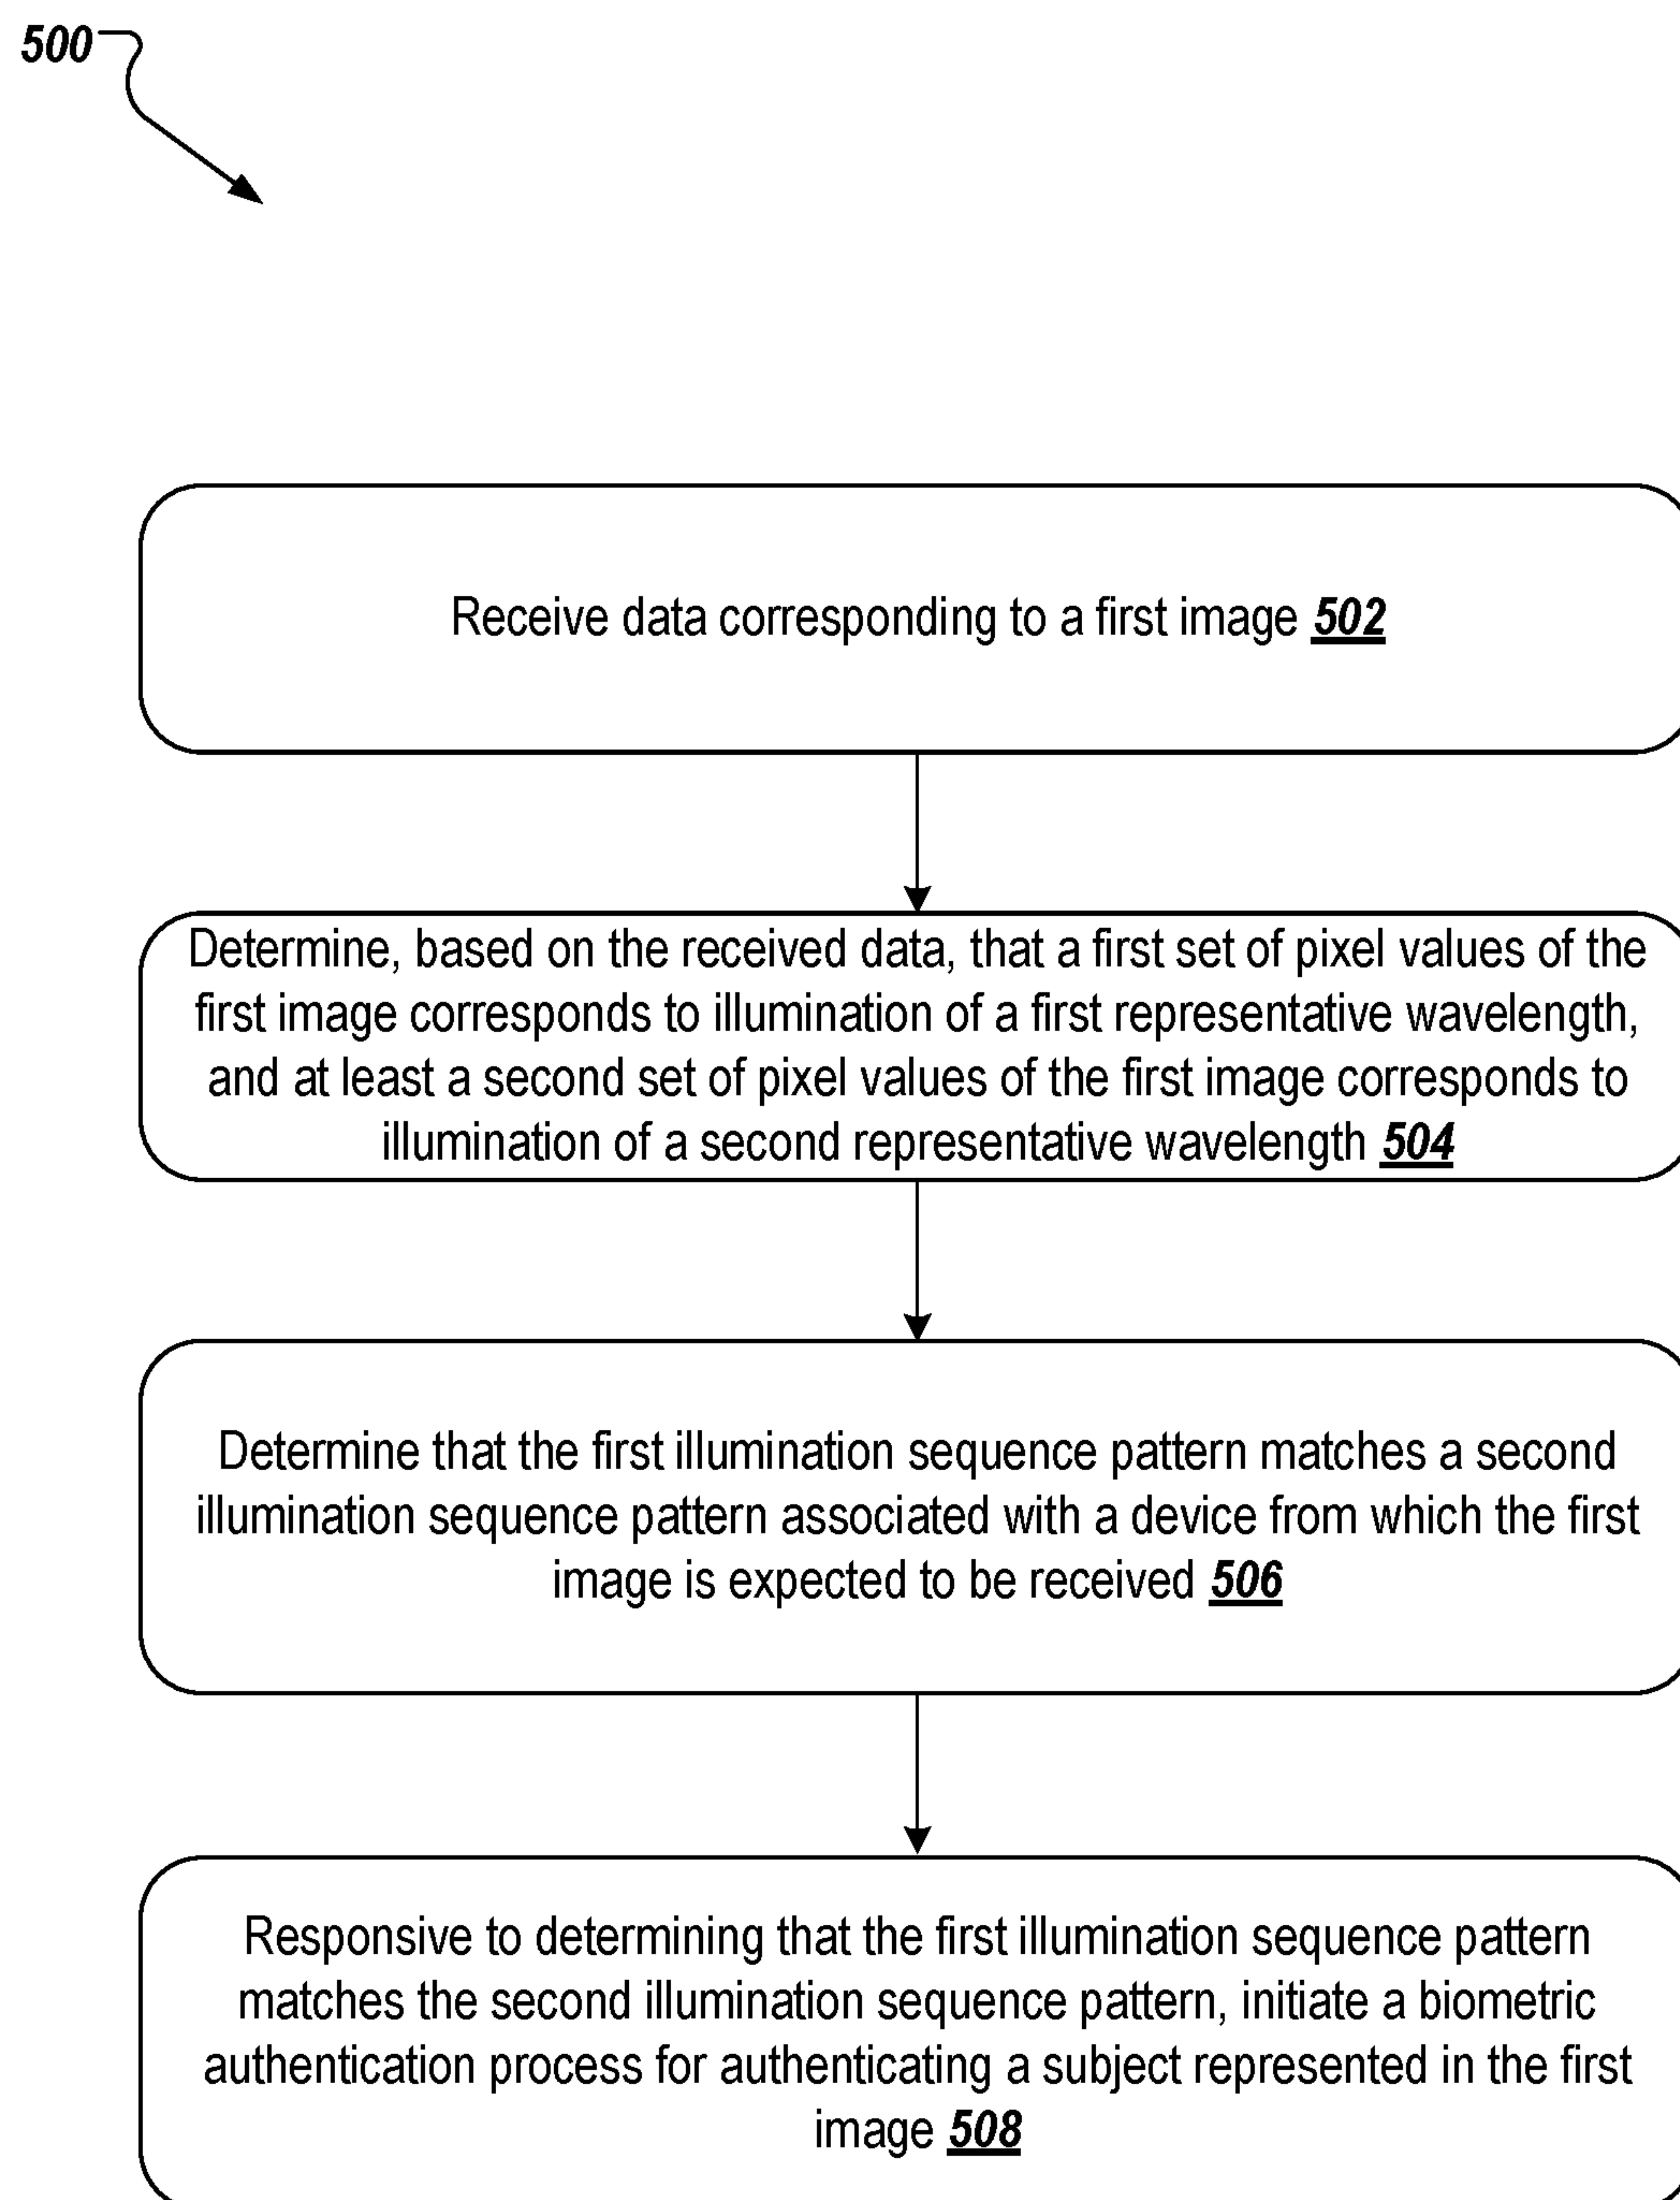 500
Receive data corresponding to a first image 502
Determine, based on the received data, that a first set of pixel values of the
first image corresponds to illumination of a first representative wavelength,
and at least a second set of pixel values of the first image corresponds to
illumination of a second representative wavelength 504
Determine that the first illumination sequence pattern matches a second
illumination sequence pattern associated with a device from which the first
image is expected to be received 506
Responsive to determining that the first illumination sequence pattern
matches the second illumination sequence pattern, initiate a biometric
authentication process for authenticating a subject represented in the first
image 508